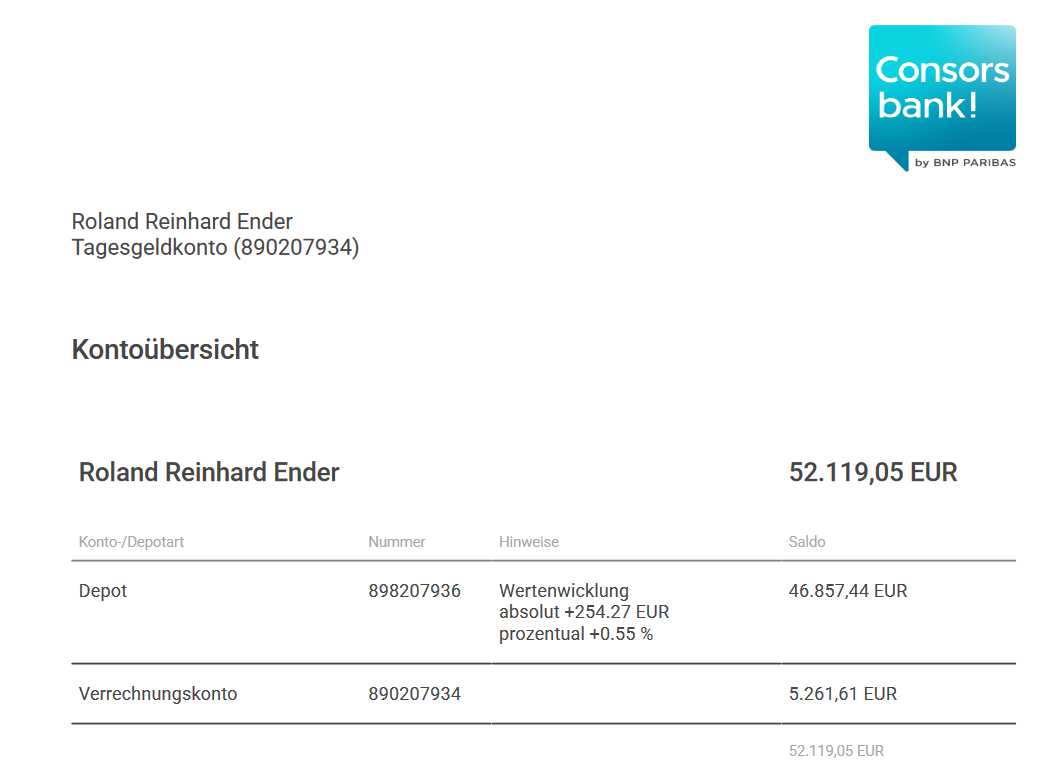 Consors
bank!
by BNP PARIBAS
Roland Reinhard Ender
Tagesgeldkonto (890207934)
Kontoübersicht
Roland Reinhard Ender 52.119,05 EUR
Konto-/Depotart Nummer Hinweise Saldo
Depot 898207936 Wertenwicklung 46.857,44 EUR
absolut +254.27 EUR
prozentual +0.55 %
Verrechnungskonto 890207934 5.261,61 EUR
52.119,05 EUR